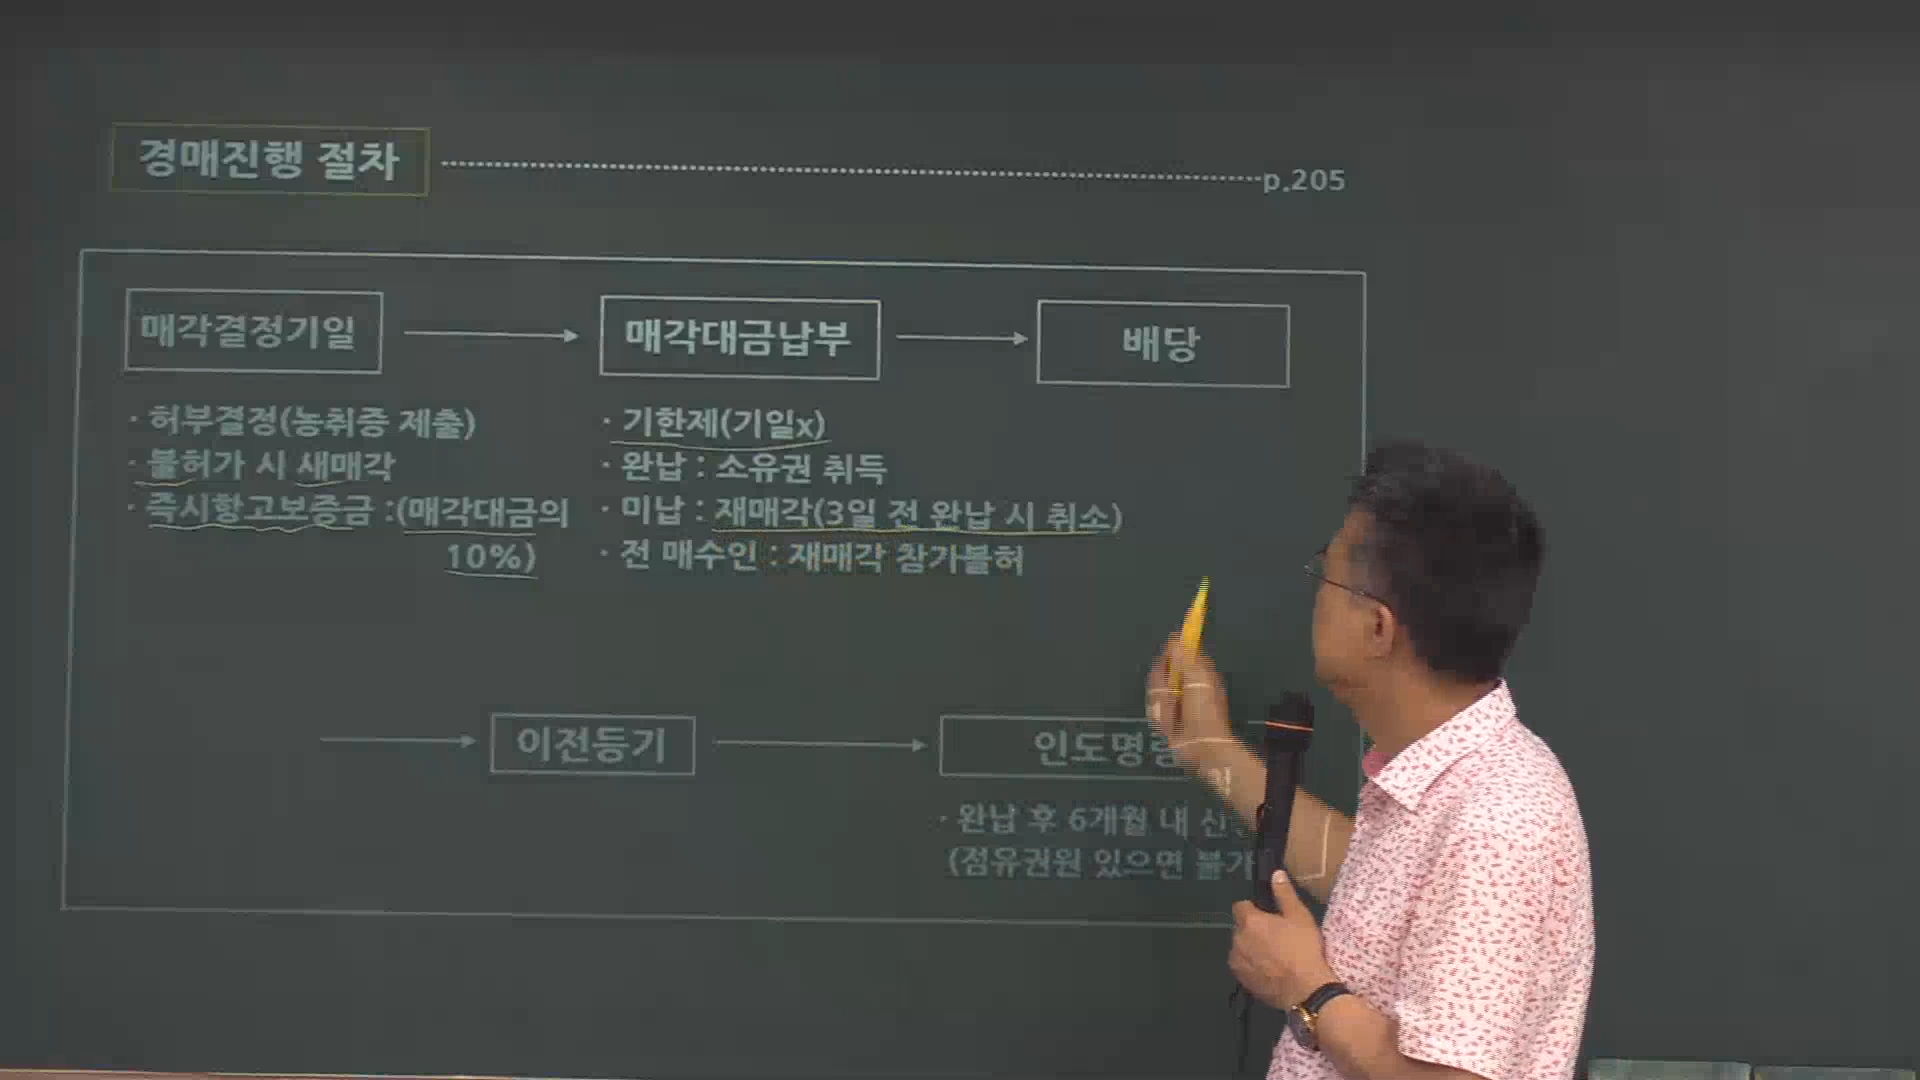 경매진행 절차
p.205
매각결정기일
매각대금납부
배당
· 허부결정(농취증 제출)
· 불허가 시 새매각
· 즉시항고보증금 :(매각대금의
10%)
· 기한제(기일x)
· 완납 : 소유권 취득
· 미납 : 재매각(3일 전 완납 시 취소)
· 전 매수인 : 재매각 참가불허
이전등기
인도명령
· 완납 후 6개월 내
(점유권원 있으면 불가